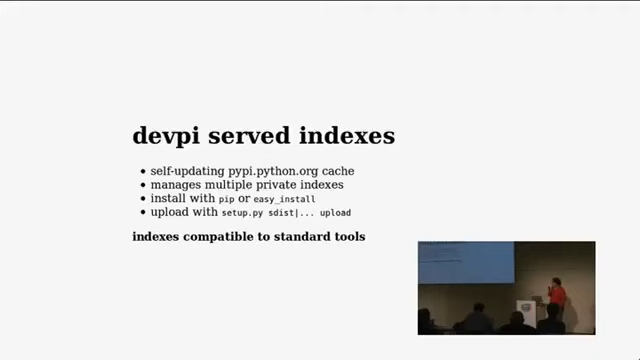 devpi served indexes
• self-updating pypi.python.org cache
• manages multiple private indexes
• install with pip or easy_install
• upload with setup.py sdist|... upload
indexes compatible to standard tools